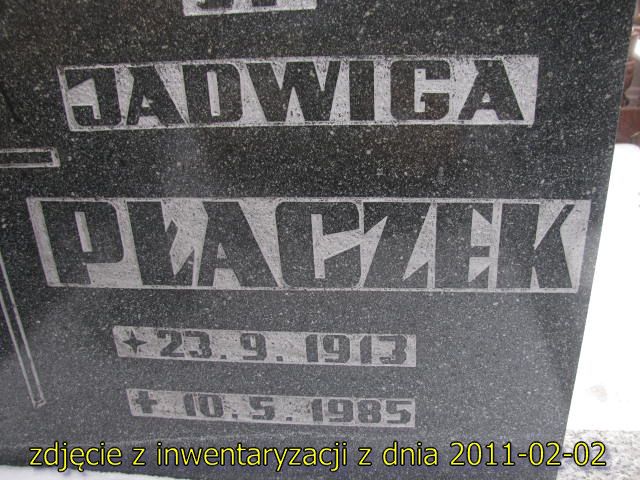 JADWIGA
PŁACZEK
* 23.9.1913
+ 10.5.1985
zdjęcie z inwentaryzacji z dnia 2011-02-02